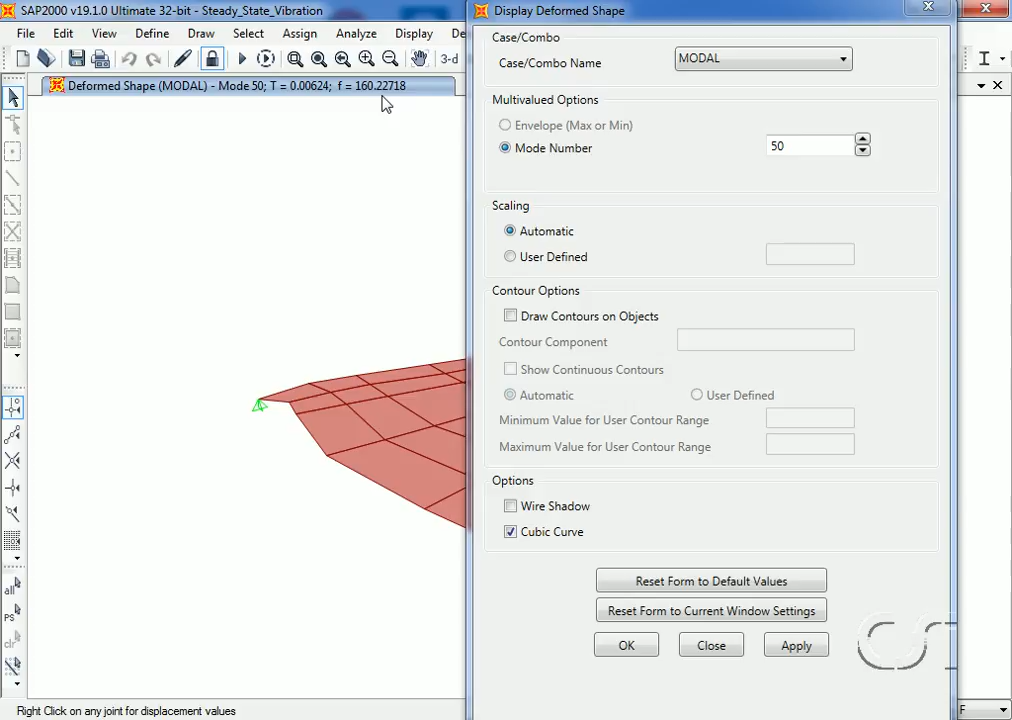 SAP2000 v19.1.0 Ultimate 32-bit - Steady_State_Vibration
Display Deformed Shape
File Edit View Define Draw Select Assign Analyze Display De
3-d
Deformed Shape (MODAL) - Mode 50; T = 0.00624; f = 160.22718
Case/Combo
Case/Combo Name MODAL
Multivalued Options
Envelope (Max or Min)
Mode Number 50
Scaling
Automatic
User Defined
Contour Options
Draw Contours on Objects
Contour Component
Show Continuous Contours
Automatic User Defined
Minimum Value for User Contour Range
Maximum Value for User Contour Range
Options
Wire Shadow
Cubic Curve
Reset Form to Default Values
Reset Form to Current Window Settings
OK Close Apply
all
PS
clr
Right Click on any joint for displacement values
F